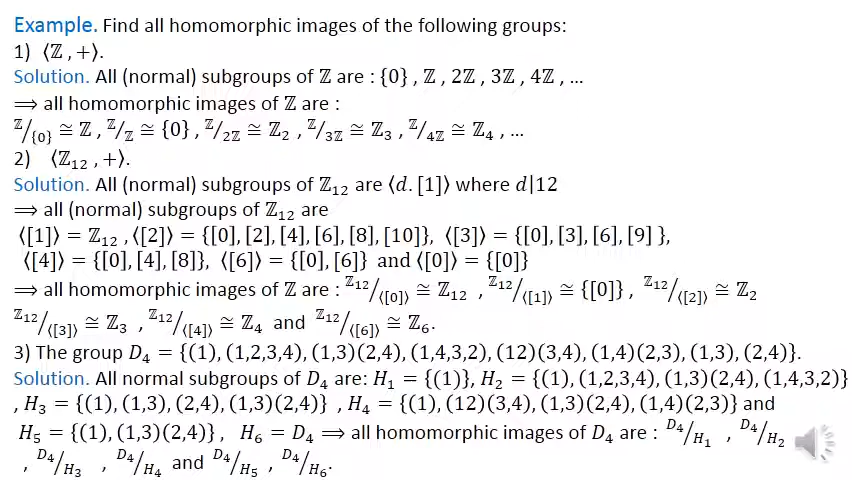 Example. Find all homomorphic images of the following groups:
1) ⟨ℤ , +⟩.
Solution. All (normal) subgroups of ℤ are : {0} , ℤ , 2ℤ , 3ℤ , 4ℤ , …
⟹ all homomorphic images of ℤ are :
ℤ/{0} ≅ ℤ , ℤ/ℤ ≅ {0} , ℤ/2ℤ ≅ ℤ₂ , ℤ/3ℤ ≅ ℤ₃ , ℤ/4ℤ ≅ ℤ₄ , …
2) ⟨ℤ₁₂ , +⟩.
Solution. All (normal) subgroups of ℤ₁₂ are ⟨d. [1]⟩ where d|12
⟹ all (normal) subgroups of ℤ₁₂ are
⟨[1]⟩ = ℤ₁₂ , ⟨[2]⟩ = {[0], [2], [4], [6], [8], [10]}, ⟨[3]⟩ = {[0], [3], [6], [9] },
⟨[4]⟩ = {[0], [4], [8]}, ⟨[6]⟩ = {[0], [6]} and ⟨[0]⟩ = {[0]}
⟹ all homomorphic images of ℤ are : ℤ₁₂/⟨[0]⟩ ≅ ℤ₁₂ , ℤ₁₂/⟨[1]⟩ ≅ {[0]} , ℤ₁₂/⟨[2]⟩ ≅ ℤ₂
ℤ₁₂/⟨[3]⟩ ≅ ℤ₃ , ℤ₁₂/⟨[4]⟩ ≅ ℤ₄ and ℤ₁₂/⟨[6]⟩ ≅ ℤ₆.
3) The group D₄ = {(1), (1,2,3,4), (1,3)(2,4), (1,4,3,2), (12)(3,4), (1,4)(2,3), (1,3), (2,4)}.
Solution. All normal subgroups of D₄ are: H₁ = {(1)}, H₂ = {(1), (1,2,3,4), (1,3)(2,4), (1,4,3,2)}
, H₃ = {(1), (1,3), (2,4), (1,3)(2,4)} , H₄ = {(1), (12)(3,4), (1,3)(2,4), (1,4)(2,3)} and
H₅ = {(1), (1,3)(2,4)} , H₆ = D₄ ⟹ all homomorphic images of D₄ are : D₄/H₁ , D₄/H₂
, D₄/H₃ , D₄/H₄ and D₄/H₅ , D₄/H₆.